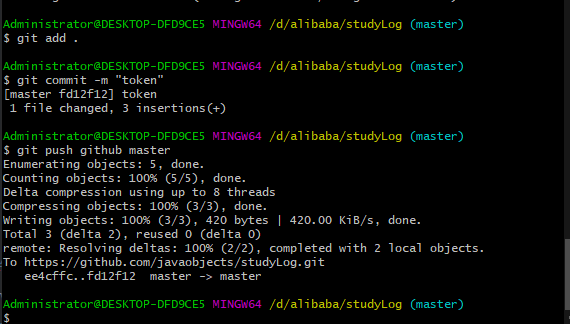 Administrator@DESKTOP-DFD9CE5 MINGW64 /d/alibaba/studyLog (master)
$ git add .
Administrator@DESKTOP-DFD9CE5 MINGW64 /d/alibaba/studyLog (master)
$ git commit -m "token"
[master fd12f12] token
1 file changed, 3 insertions(+)
Administrator@DESKTOP-DFD9CE5 MINGW64 /d/alibaba/studyLog (master)
$ git push github master
Enumerating objects: 5, done.
Counting objects: 100% (5/5), done.
Delta compression using up to 8 threads
Compressing objects: 100% (3/3), done.
Writing objects: 100% (3/3), 420 bytes | 420.00 KiB/s, done.
Total 3 (delta 2), reused 0 (delta 0)
remote: Resolving deltas: 100% (2/2), completed with 2 local objects.
To https://github.com/javaobjects/studyLog.git
ee4cffc..fd12f12  master -> master
Administrator@DESKTOP-DFD9CE5 MINGW64 /d/alibaba/studyLog (master)
$